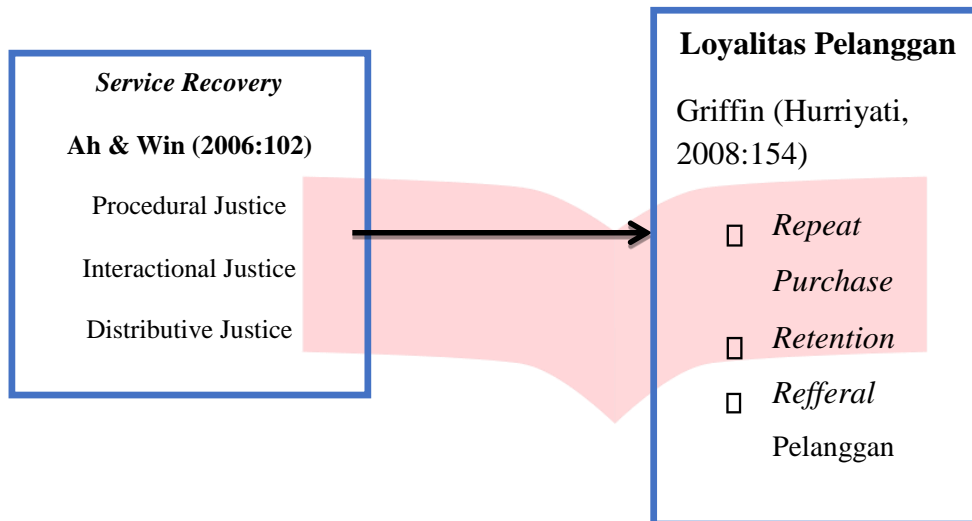 Service Recovery
Ah & Win (2006:102)
Procedural Justice
Interactional Justice
Distributive Justice
Loyalitas Pelanggan
Griffin (Hurriyati,
2008:154)
Repeat
Purchase
Retention
Refferal
Pelanggan